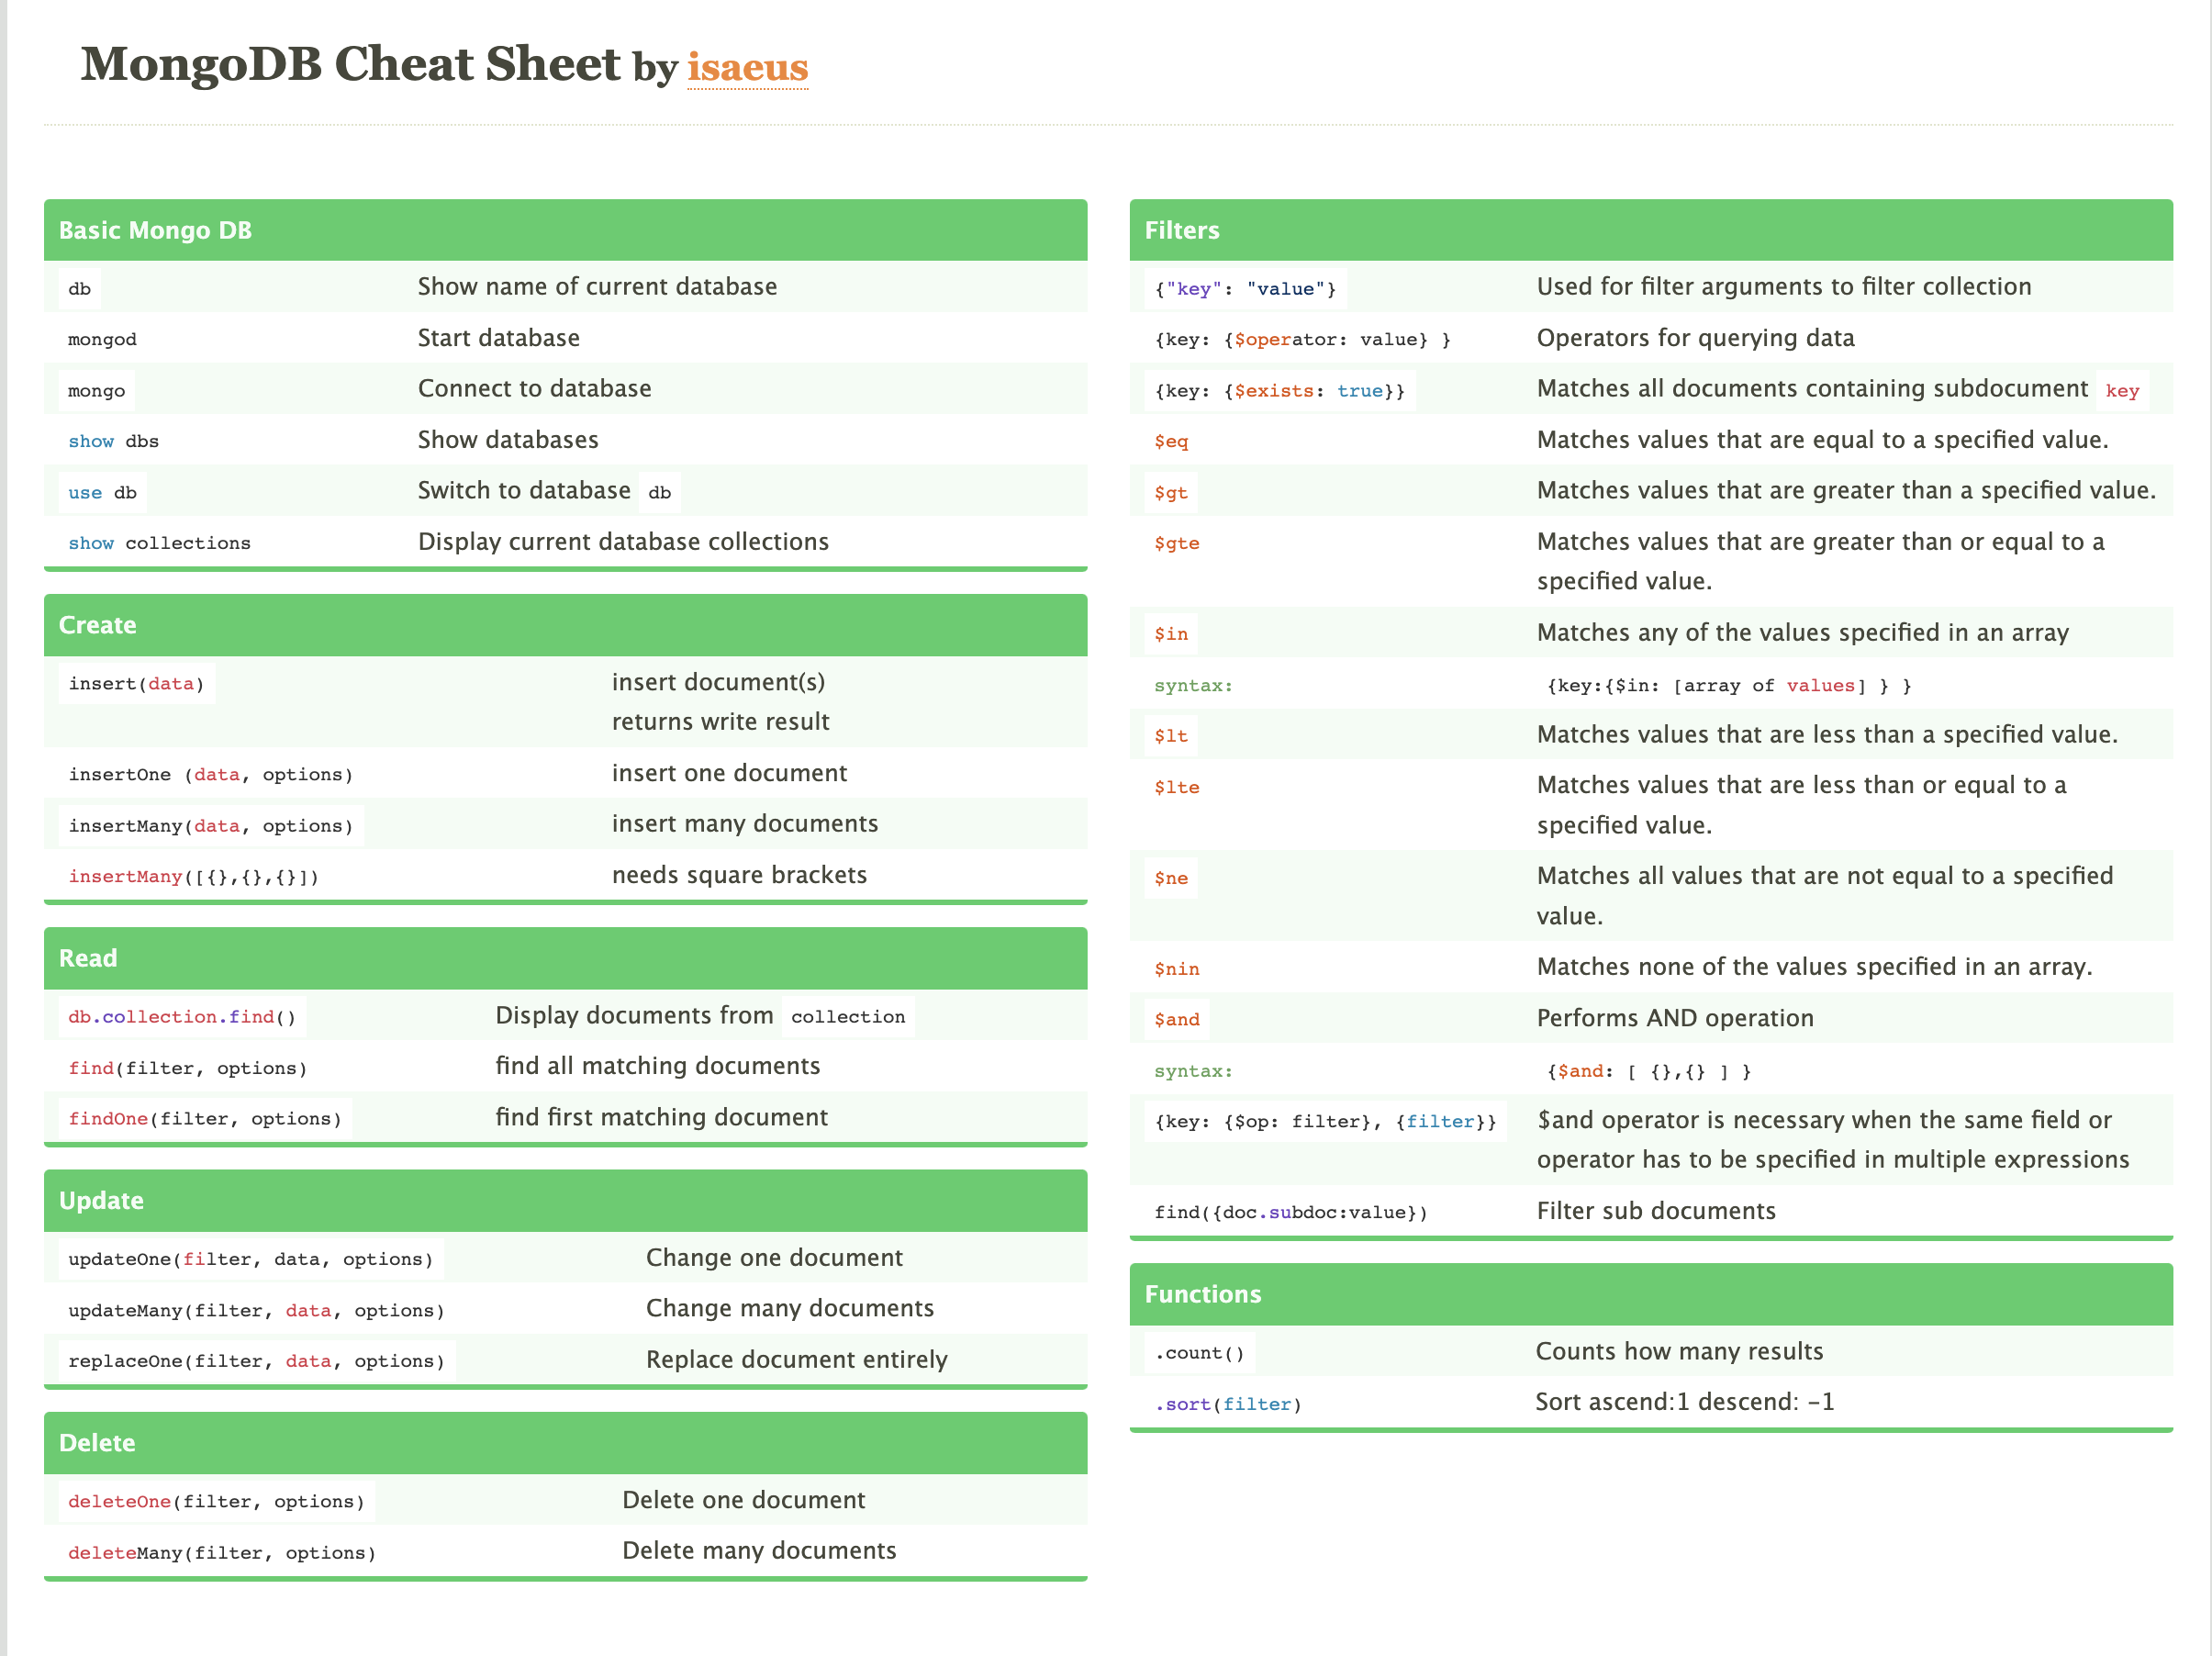 MongoDB Cheat Sheet by isaeus
Basic Mongo DB
db Show name of current database
mongod Start database
mongo Connect to database
show dbs Show databases
use db Switch to database db
show collections Display current database collections
Create
insert(data) insert document(s)
returns write result
insertOne (data, options) insert one document
insertMany(data, options) insert many documents
insertMany([{},{},{}]) needs square brackets
Read
db.collection.find() Display documents from collection
find(filter, options) find all matching documents
findOne(filter, options) find first matching document
Update
updateOne(filter, data, options) Change one document
updateMany(filter, data, options) Change many documents
replaceOne(filter, data, options) Replace document entirely
Delete
deleteOne(filter, options) Delete one document
deleteMany(filter, options) Delete many documents
Filters
{"key": "value"} Used for filter arguments to filter collection
{key: {$operator: value} } Operators for querying data
{key: {$exists: true}} Matches all documents containing subdocument key
$eq Matches values that are equal to a specified value.
$gt Matches values that are greater than a specified value.
$gte Matches values that are greater than or equal to a
specified value.
$in Matches any of the values specified in an array
syntax: {key:{$in: [array of values] } }
$lt Matches values that are less than a specified value.
$lte Matches values that are less than or equal to a
specified value.
$ne Matches all values that are not equal to a specified
value.
$nin Matches none of the values specified in an array.
$and Performs AND operation
syntax: {$and: [ {},{} ] }
{key: {$op: filter}, {filter}} $and operator is necessary when the same field or
operator has to be specified in multiple expressions
find({doc.subdoc:value}) Filter sub documents
Functions
.count() Counts how many results
.sort(filter) Sort ascend:1 descend: -1